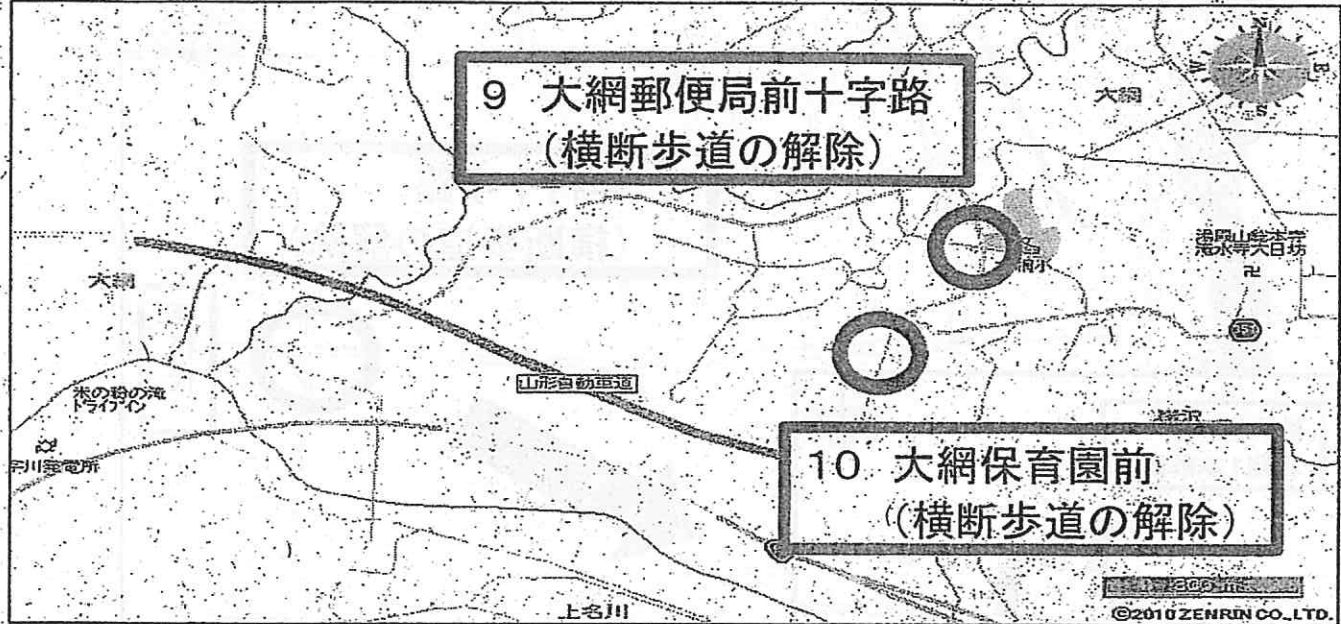 N
W
E
S
9 大網郵便局前十字路
(横断歩道の解除)
大網
大網
米の粉の滝
ドライブイン
山形自動車道
10 大網保育園前
(横断歩道の解除)
上名川
©2010 ZENRIN CO., LTD.